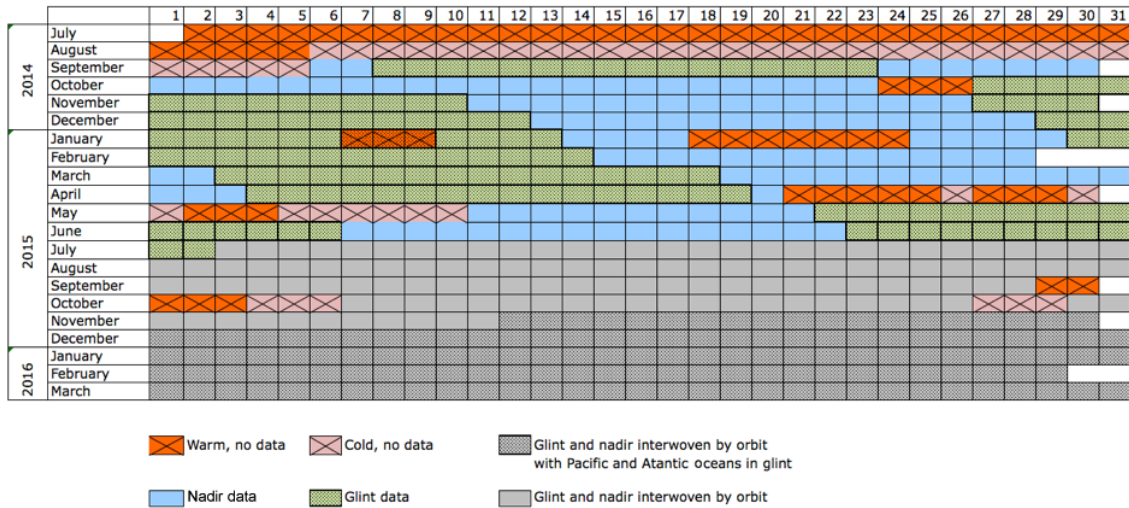 1 2 3 4 5 6 7 8 9 10 11 12 13 14 15 16 17 18 19 20 21 22 23 24 25 26 27 28 29 30 31
2014
July
August
September
October
November
December
2015
January
February
March
April
May
June
July
August
September
October
November
December
2016
January
February
March
Warm, no data
Cold, no data
Glint and nadir interwoven by orbit
with Pacific and Atantic oceans in glint
Nadir data
Glint data
Glint and nadir interwoven by orbit